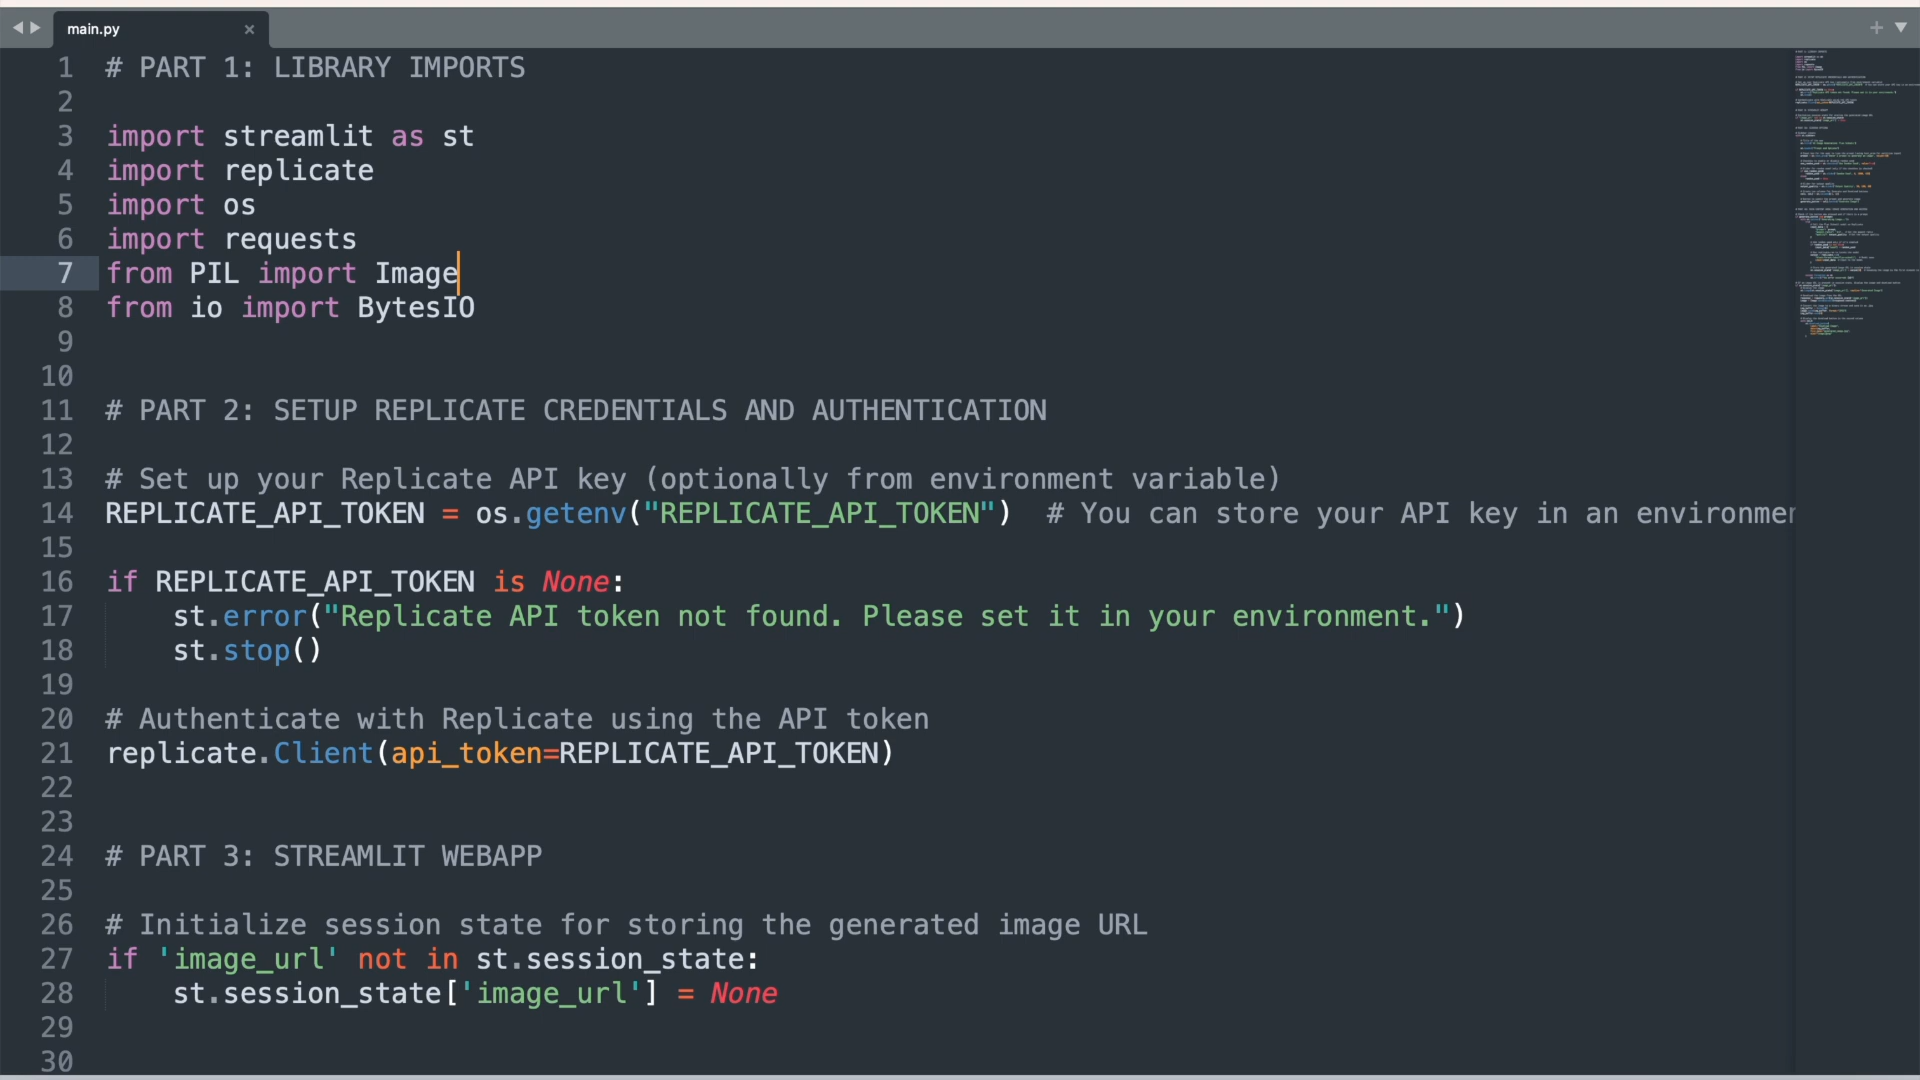 main.py
1 # PART 1: LIBRARY IMPORTS
2
3 import streamlit as st
4 import replicate
5 import os
6 import requests
7 from PIL import Image
8 from io import BytesIO
9
10
11 # PART 2: SETUP REPLICATE CREDENTIALS AND AUTHENTICATION
12
13 # Set up your Replicate API key (optionally from environment variable)
14 REPLICATE_API_TOKEN = os.getenv("REPLICATE_API_TOKEN")  # You can store your API key in an environmen
15
16 if REPLICATE_API_TOKEN is None:
17     st.error("Replicate API token not found. Please set it in your environment.")
18     st.stop()
19
20 # Authenticate with Replicate using the API token
21 replicate.Client(api_token=REPLICATE_API_TOKEN)
22
23
24 # PART 3: STREAMLIT WEBAPP
25
26 # Initialize session state for storing the generated image URL
27 if 'image_url' not in st.session_state:
28     st.session_state['image_url'] = None
29
30